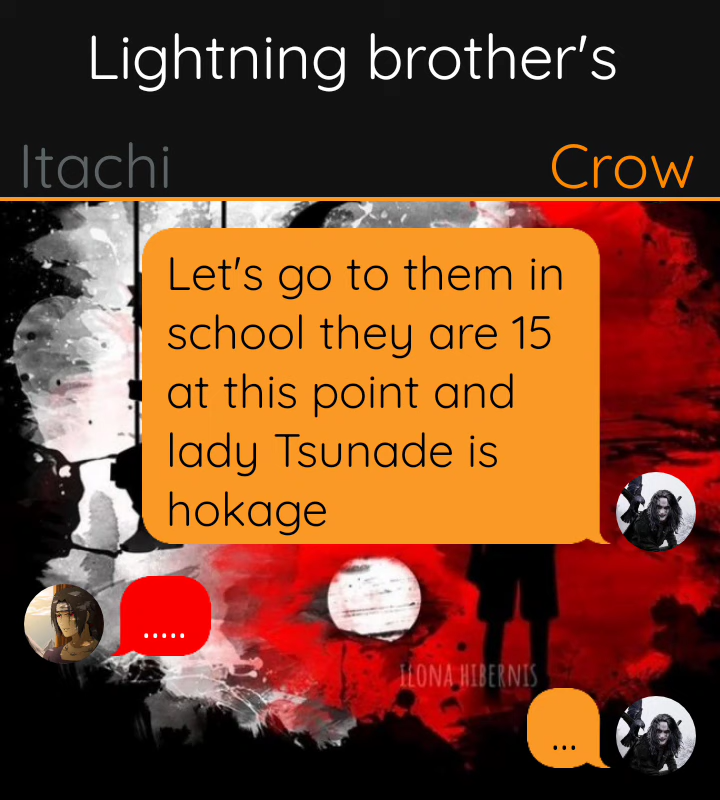 Lightning brother's
Itachi
Crow
Let's go to them in
school they are 15
at this point and
lady Tsunade is
hokage
.....
ILONA HIBERNIS
...